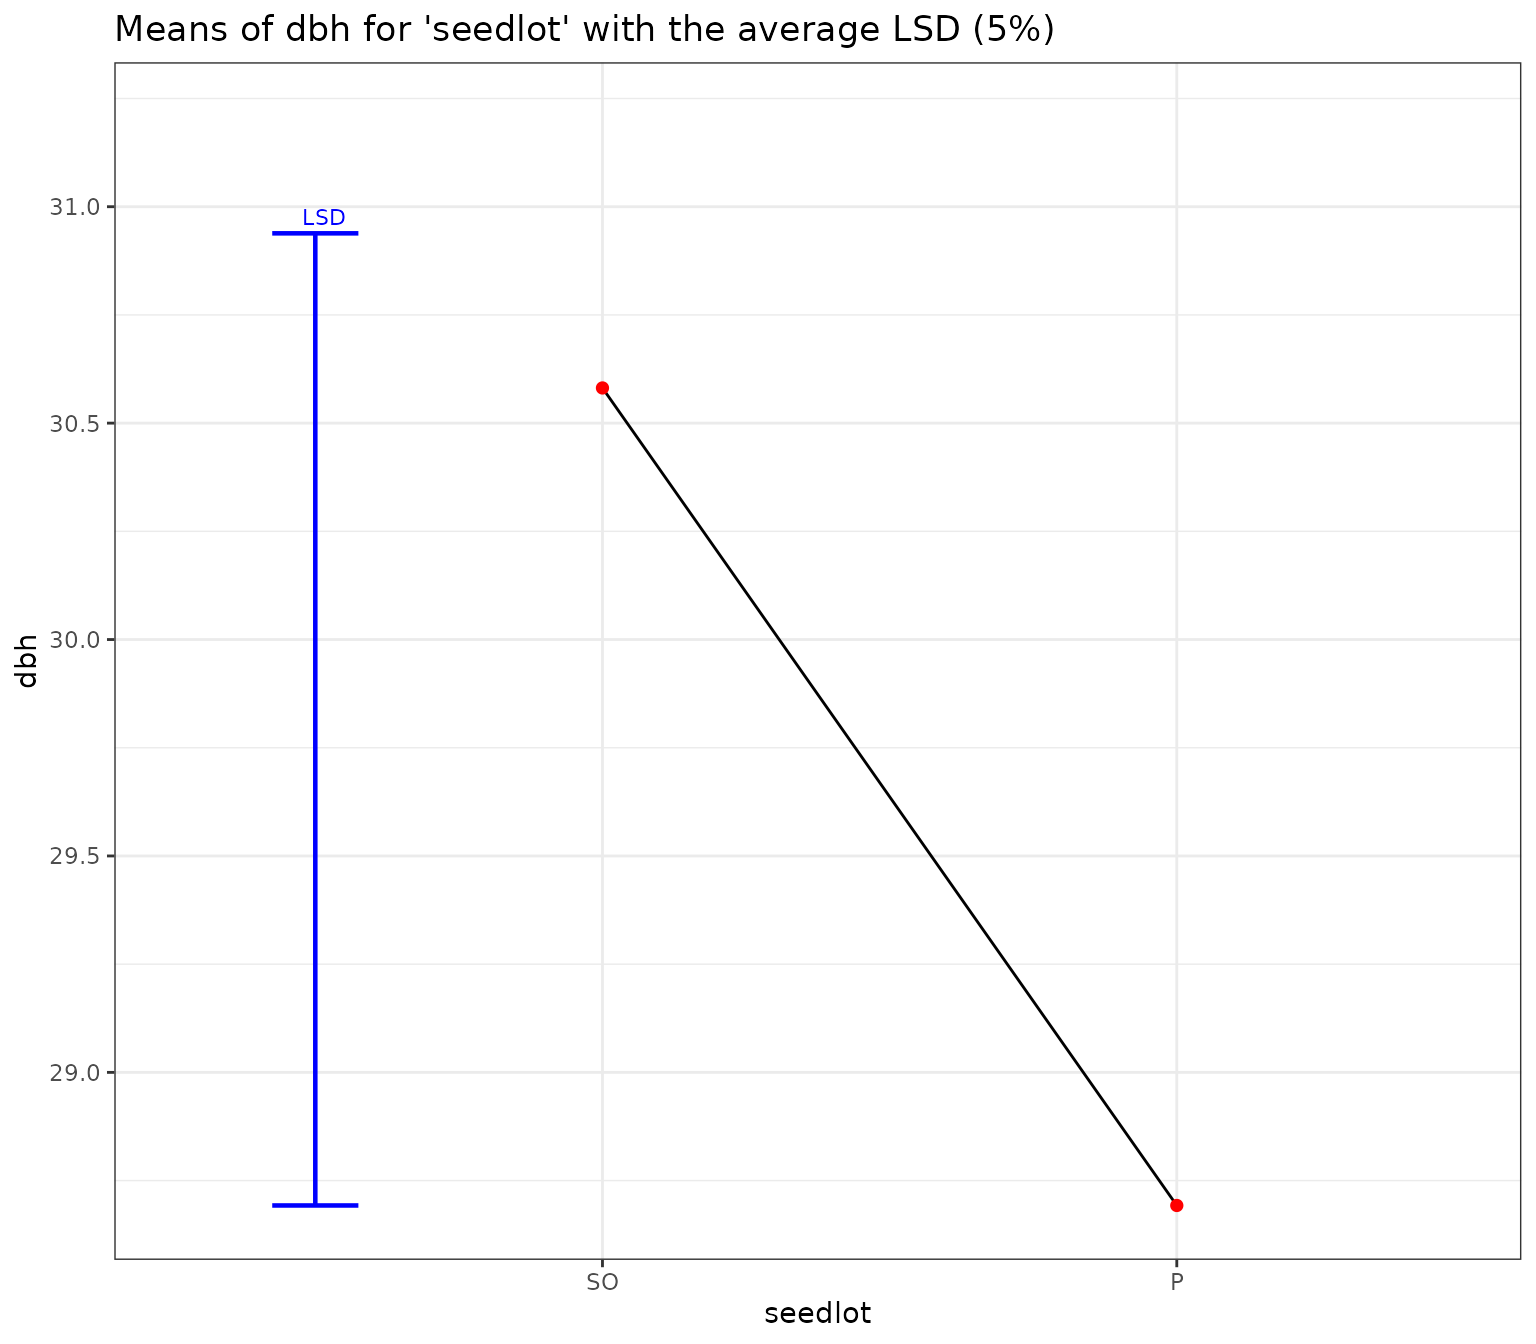 Means of dbh for 'seedlot' with the average LSD (5%)
LSD
31.0
30.5
30.0
29.5
29.0
dbh
SO P
seedlot